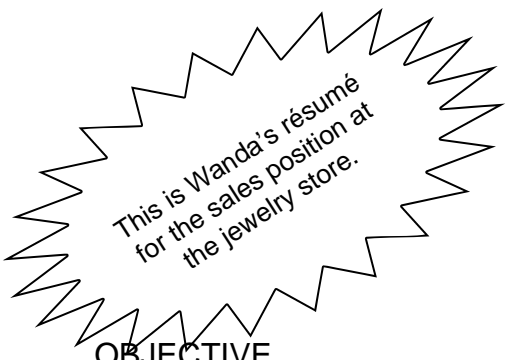 This is Wanda’s résumé
for the sales position at
the jewelry store.
OBJECTIVE